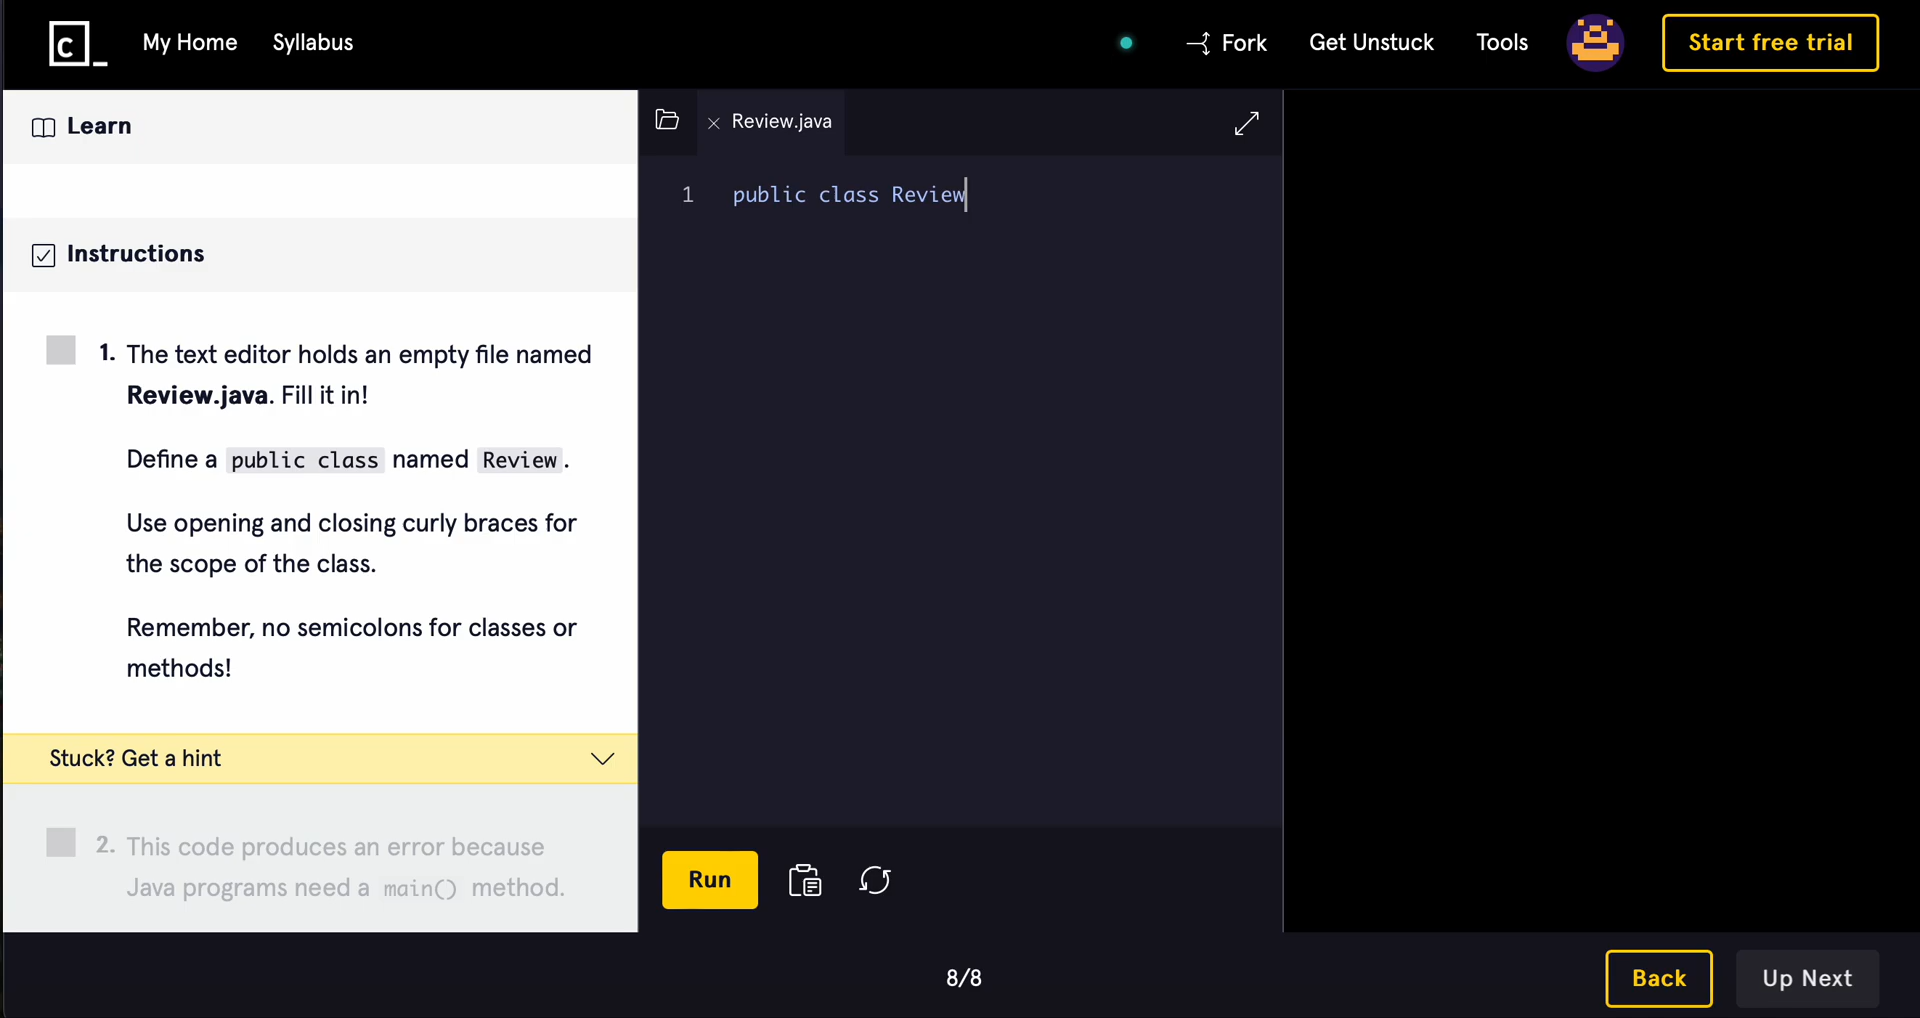 C_ My Home Syllabus Fork Get Unstuck Tools Start free trial
Learn
Instructions
1. The text editor holds an empty file named
Review.java. Fill it in!
Define a public class named Review.
Use opening and closing curly braces for
the scope of the class.
Remember, no semicolons for classes or
methods!
Stuck? Get a hint
2. This code produces an error because
Java programs need a main() method.
Review.java
1 public class Review
Run
8/8
Back Up Next